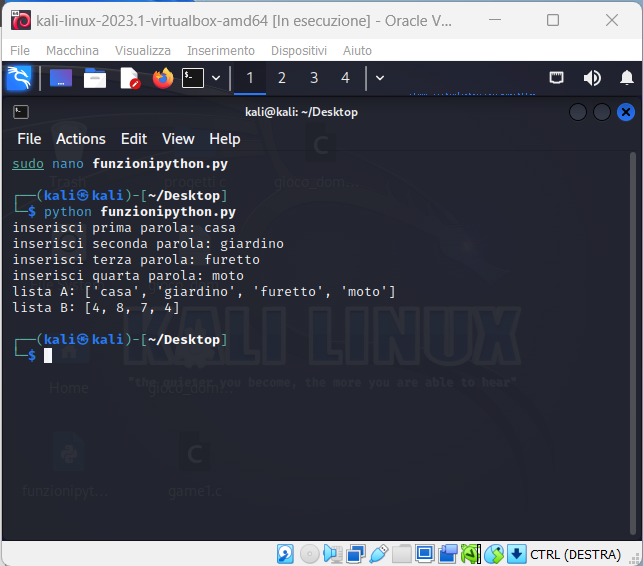 kali-linux-2023.1-virtualbox-amd64 [In esecuzione] - Oracle V...
File Macchina Visualizza Inserimento Dispositivi Aiuto
1 2 3 4
kali@kali: ~/Desktop
File Actions Edit View Help
sudo nano funzionipython.py
Trash progetti.c gioco_dom...
┌──(kali㉿kali)-[~/Desktop]
└─$ python funzionipython.py
inserisci prima parola: casa
inserisci seconda parola: giardino
inserisci terza parola: furetto
inserisci quarta parola: moto
lista A: ['casa', 'giardino', 'furetto', 'moto']
lista B: [4, 8, 7, 4]
KALI LINUX
┌──(kali㉿kali)-[~/Desktop]
└─$
"the quieter you become, the more you are able to hear"
Home gioco_dom...
funzionipyt... game1.c
CTRL (DESTRA)